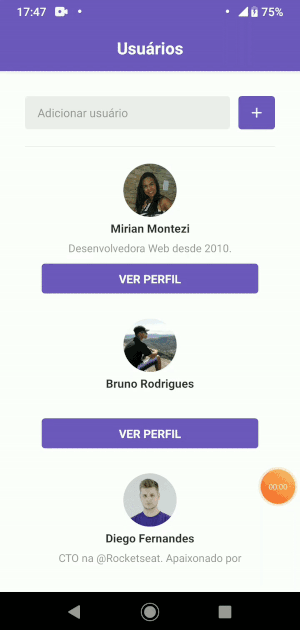 17:47 75%
Usuários
Adicionar usuário +
Mirian Montezi
Desenvolvedora Web desde 2010.
VER PERFIL
Bruno Rodrigues
VER PERFIL
00:00
Diego Fernandes
CTO na @Rocketseat. Apaixonado por